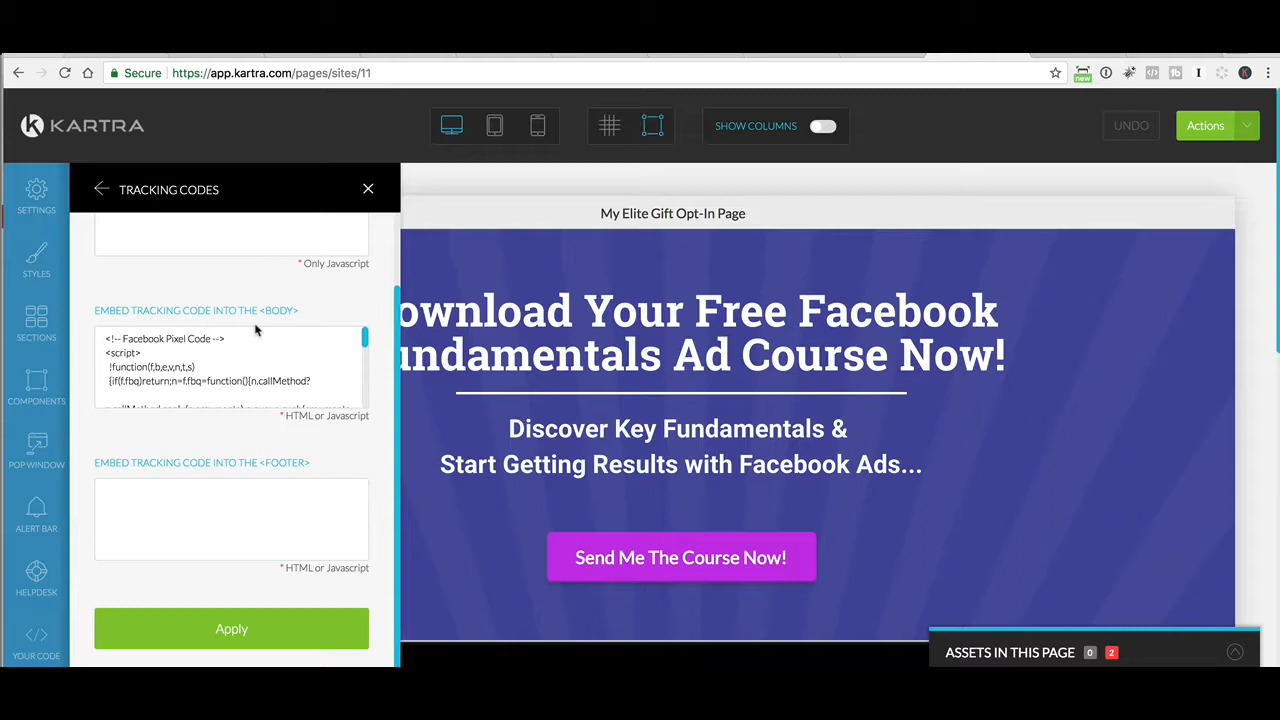 Secure
https://app.kartra.com/pages/sites/11
new
KARTRA
SHOW COLUMNS
UNDO
Actions
SETTINGS
STYLES
SECTIONS
COMPONENTS
POP WINDOW
ALERT BAR
HELPDESK
YOUR CODE
TRACKING CODES
* Only Javascript
EMBED TRACKING CODE INTO THE <BODY>
<!-- Facebook Pixel Code -->
<script>
!function(f,b,e,v,n,t,s)
{if(f.fbq)return;n=f.fbq=function(){n.callMethod?
* HTML or Javascript
EMBED TRACKING CODE INTO THE <FOOTER>
* HTML or Javascript
Apply
My Elite Gift Opt-In Page
ownload Your Free Facebook
undamentals Ad Course Now!
Discover Key Fundamentals &
Start Getting Results with Facebook Ads...
Send Me The Course Now!
ASSETS IN THIS PAGE 0 2